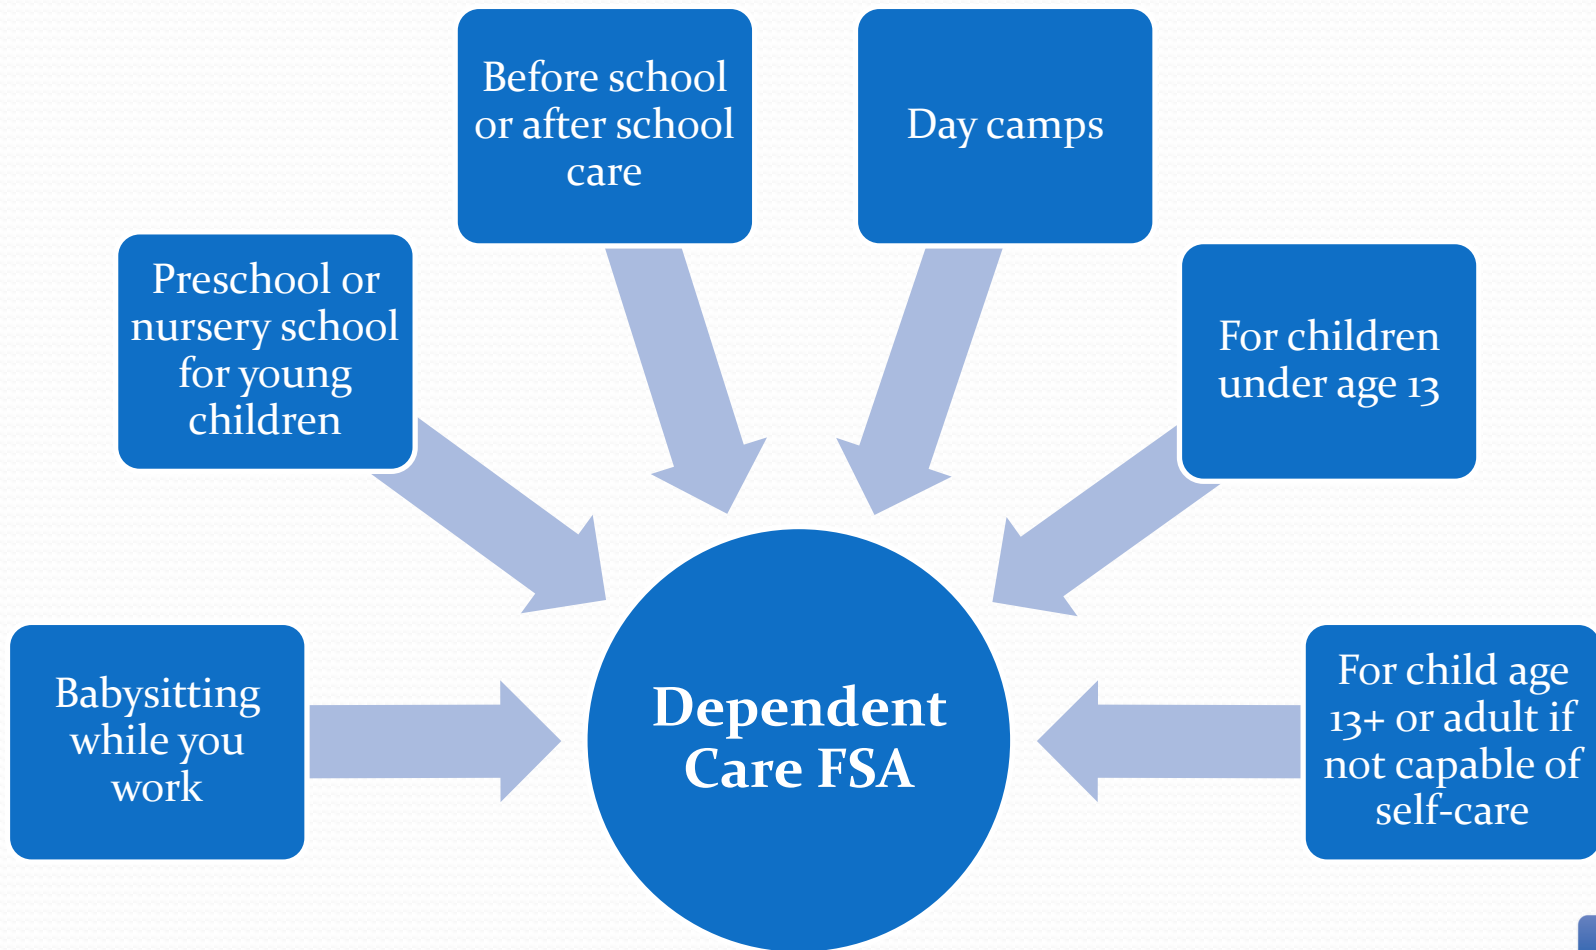 Before school
or after school
care
Day camps
Preschool or
nursery school
for young
children
For children
under age 13
Babysitting
while you
work
Dependent
Care FSA
For child age
13+ or adult if
not capable of
self-care